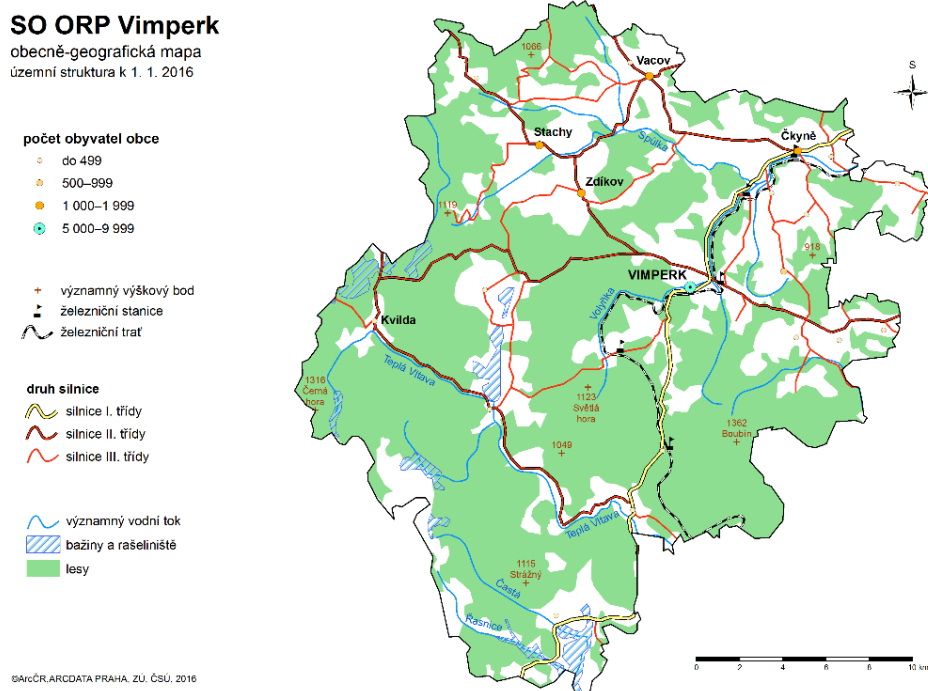 SO ORP Vimperk
obecně-geografická mapa
územní struktura k 1. 1. 2016
počet obyvatel obce
do 499
500–999
1 000–1 999
5 000–9 999
významný výškový bod
železniční stanice
železniční trať
druh silnice
silnice I. třídy
silnice II. třídy
silnice III. třídy
významný vodní tok
bažiny a rašeliniště
lesy
©ArcČR,ARCDATA PRAHA, ZÚ, ČSÚ, 2016
S
1066
Vacov
Stachy
Spůlka
Čkyně
Zdíkov
1119
918
VIMPERK
Volyňka
Kvilda
Teplá Vltava
1316
Černá
hora
1123
Světlá
hora
1362
Boubín
1049
Teplá Vltava
1115
Strážný
Častá
Řasnice
0 2 4 6 8 10 km